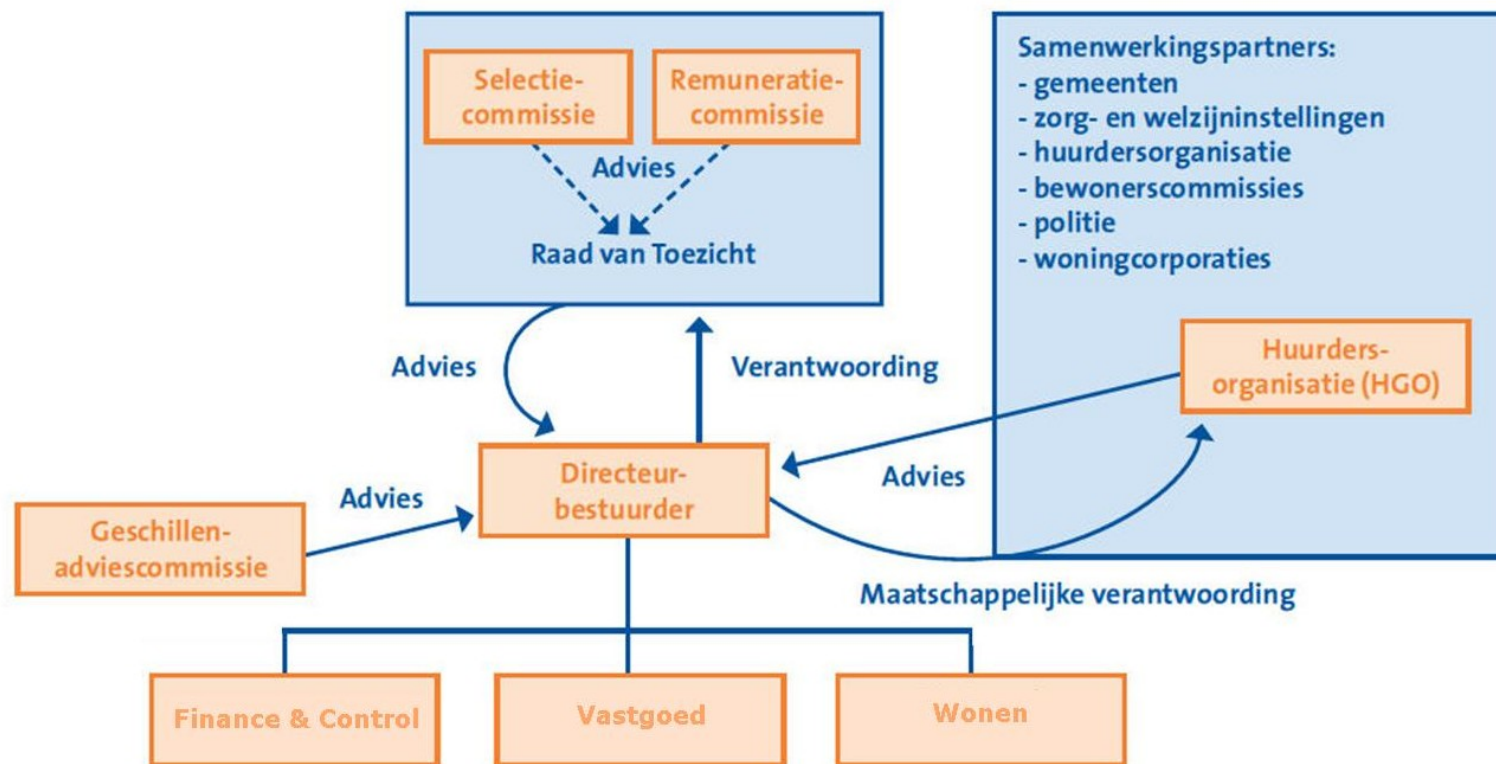 Selectie-
commissie
Remuneratie-
commissie
Advies
Raad van Toezicht
Samenwerkingspartners:
- gemeenten
- zorg- en welzijninstellingen
- huurdersorganisatie
- bewonerscommissies
- politie
- woningcorporaties
Huurders-
organisatie (HGO)
Advies
Verantwoording
Directeur-
bestuurder
Advies
Advies
Geschillen-
adviescommissie
Maatschappelijke verantwoording
Finance & Control
Vastgoed
Wonen